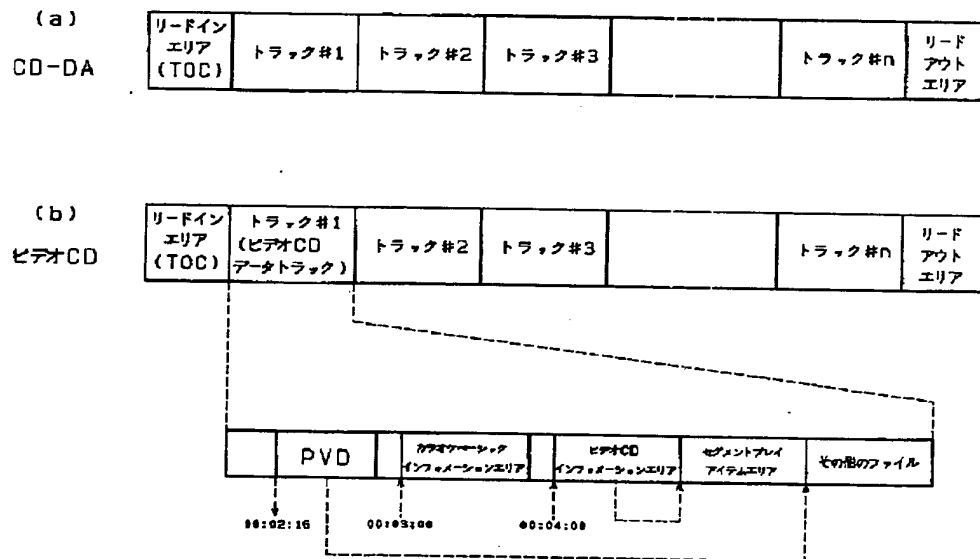 (a)
CD-DA
リードイン
エリア
(TOC)
トラック#1
トラック#2
トラック#3
トラック#n
リード
アウト
エリア
(b)
ビデオCD
リードイン
エリア
(TOC)
トラック#1
(ビデオCD
データトラック)
トラック#2
トラック#3
トラック#n
リード
アウト
エリア
PVD
カラオケベーシック
インフォメーションエリア
ビデオCD
インフォメーションエリア
セグメントプレイ
アイテムエリア
その他のファイル
00:02:16
00:03:00
00:04:00